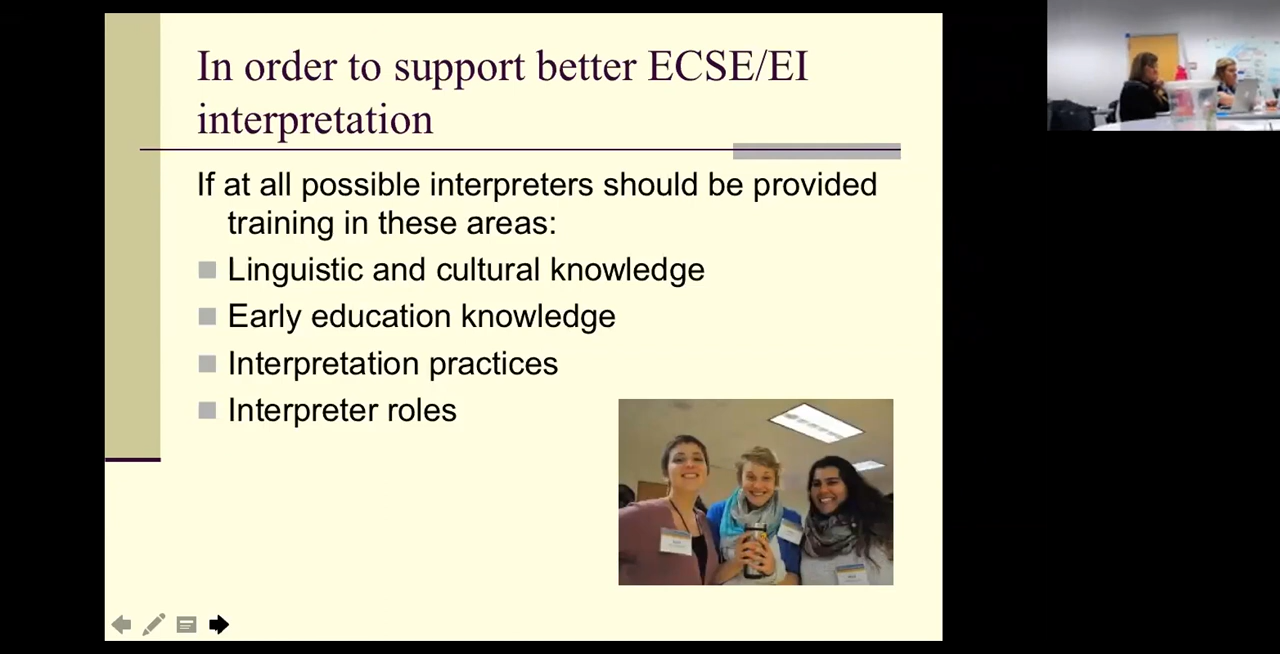 In order to support better ECSE/EI
interpretation
If at all possible interpreters should be provided
training in these areas:
Linguistic and cultural knowledge
Early education knowledge
Interpretation practices
Interpreter roles